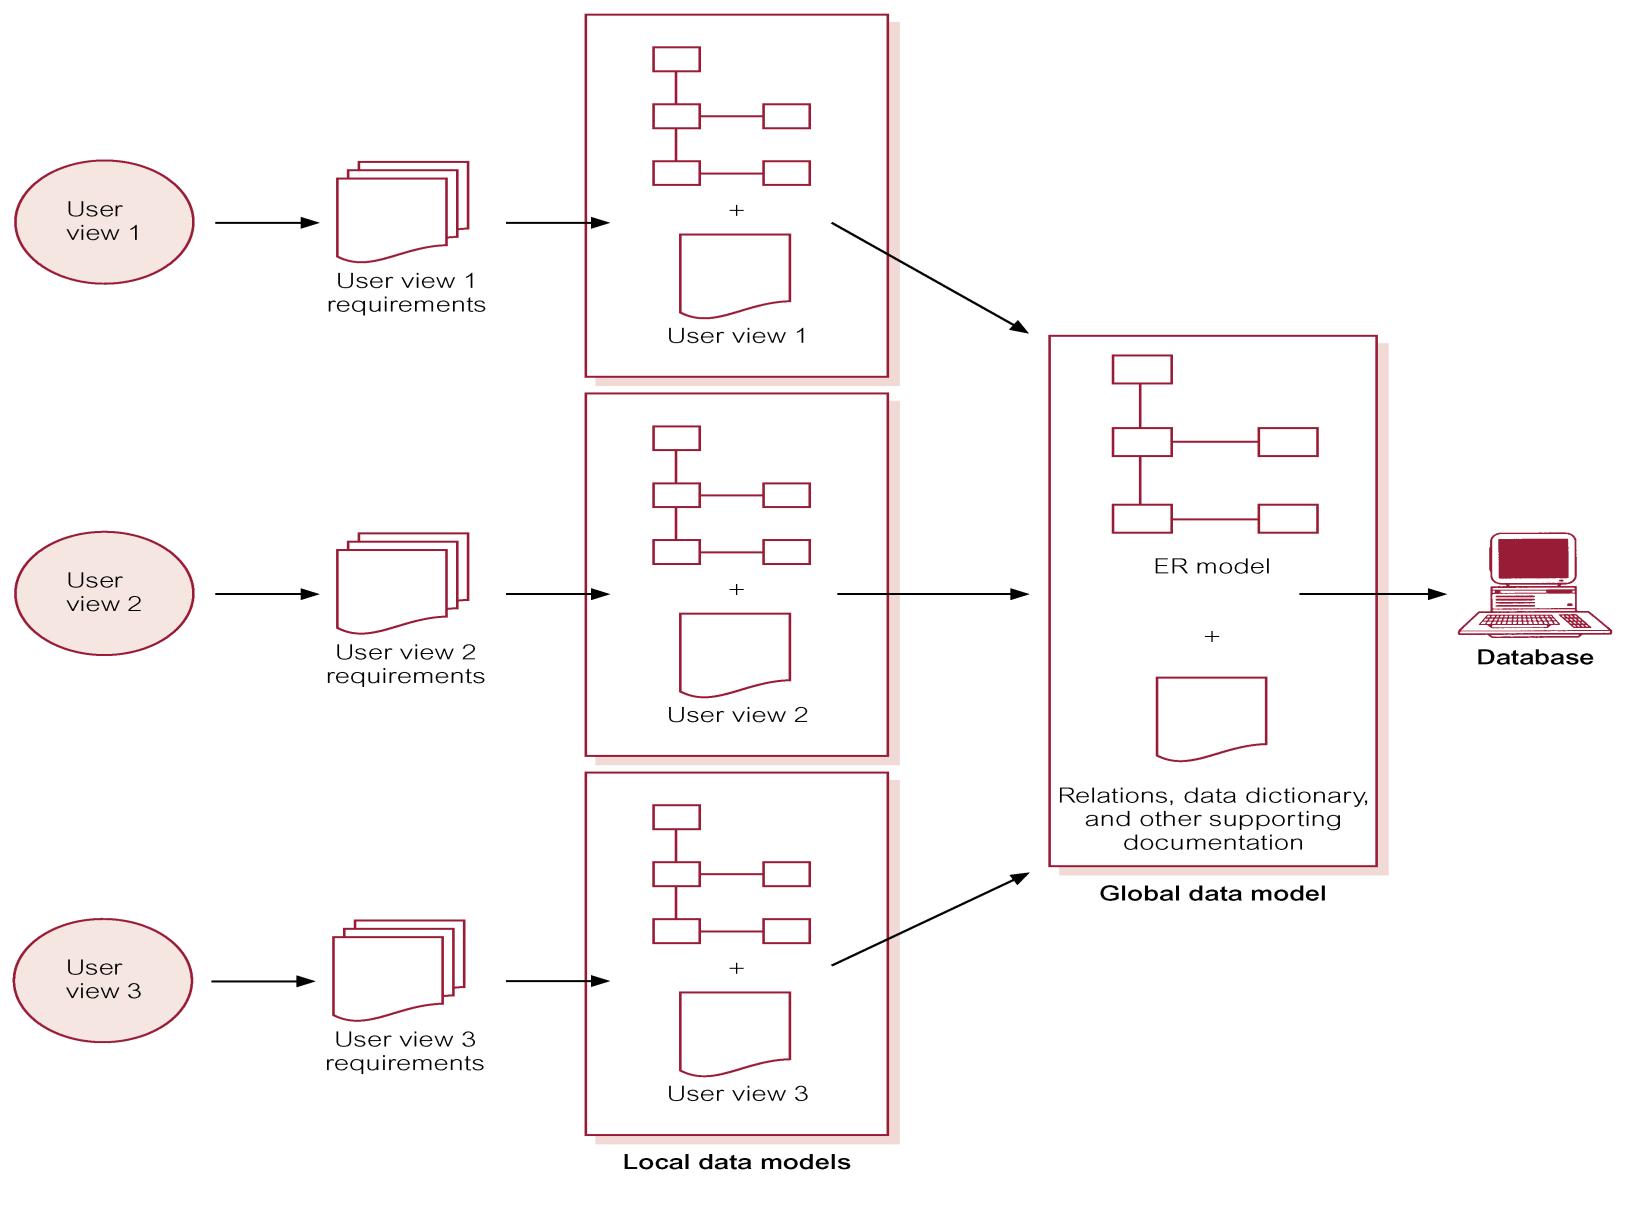 User
view 1
User view 1
requirements
+
User view 1
User
view 2
User view 2
requirements
+
User view 2
User
view 3
User view 3
requirements
+
User view 3
Local data models
ER model
+
Relations, data dictionary,
and other supporting
documentation
Global data model
Database